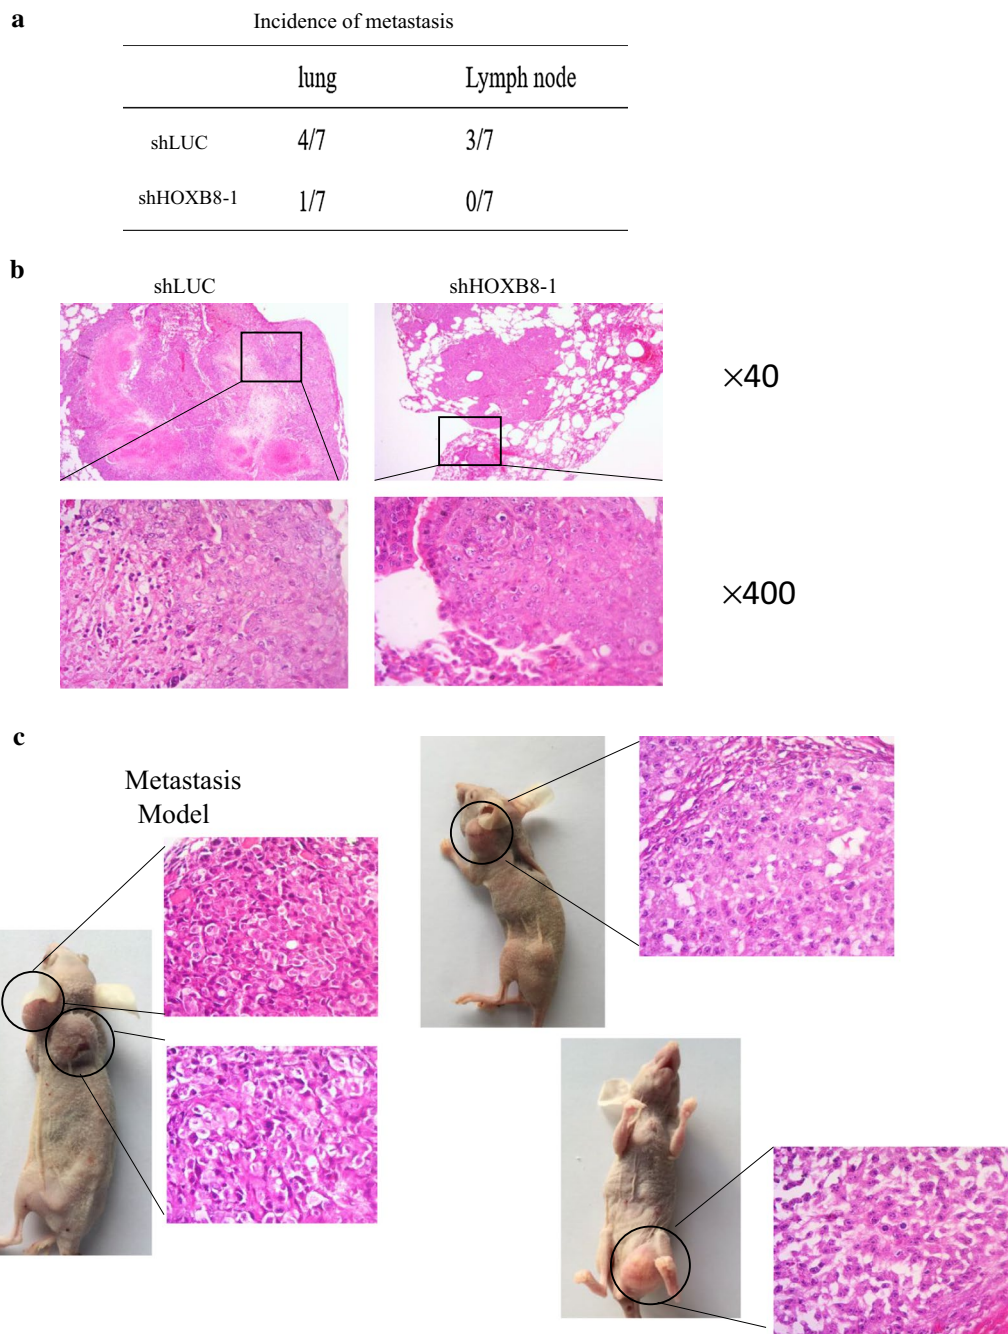 a
Incidence of metastasis
lung Lymph node
shLUC 4/7 3/7
shHOXB8-1 1/7 0/7
b
shLUC shHOXB8-1
×40
×400
c
Metastasis
Model